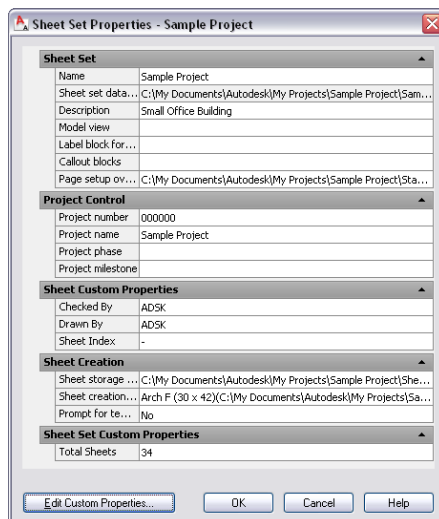 Sheet Set Properties - Sample Project
Sheet Set
Name Sample Project
Sheet set data... C:\My Documents\Autodesk\My Projects\Sample Project\Sam...
Description Small Office Building
Model view
Label block for...
Callout blocks
Page setup ov... C:\My Documents\Autodesk\My Projects\Sample Project\Sta...
Project Control
Project number 000000
Project name Sample Project
Project phase
Project milestone
Sheet Custom Properties
Checked By ADSK
Drawn By ADSK
Sheet Index -
Sheet Creation
Sheet storage ... C:\My Documents\Autodesk\My Projects\Sample Project\She...
Sheet creation... Arch F (30 x 42)(C:\My Documents\Autodesk\My Projects\Sa...
Prompt for te... No
Sheet Set Custom Properties
Total Sheets 34
Edit Custom Properties... OK Cancel Help